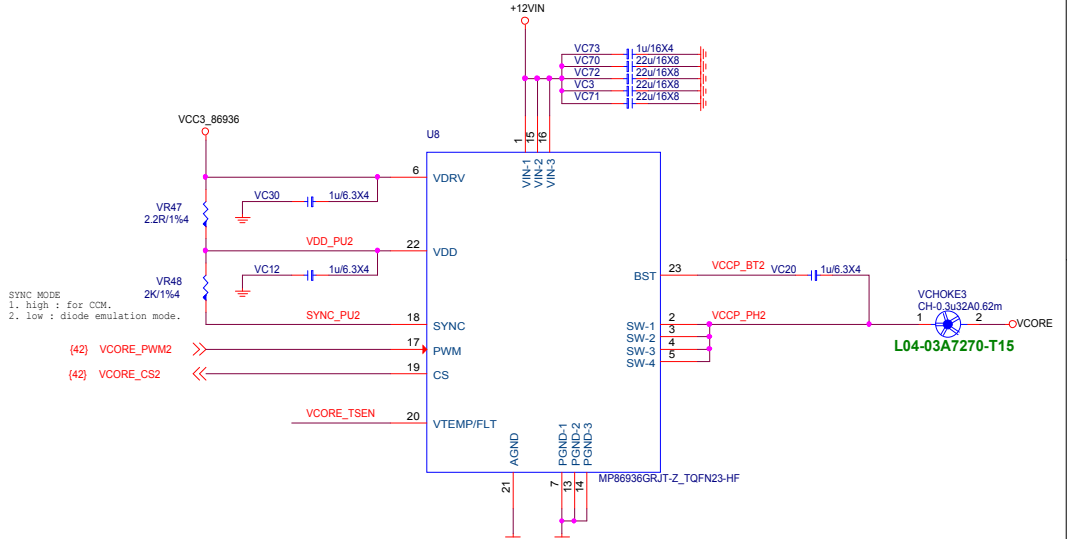 +12VIN
VC73 1u/16X4
VC70 22u/16X8
VC72 22u/16X8
VC3 22u/16X8
VC71 22u/16X8
VCC3_86936
U8
1 15 16
VIN-1 VIN-2 VIN-3
6 VDRV
VC30 1u/6.3X4
VR47
2.2R/1%4
VDD_PU2 22 VDD
VC12 1u/6.3X4
VR48
2K/1%4
BST 23 VCCP_BT2 VC20 1u/6.3X4
SYNC MODE
1. high : for CCM.
2. low : diode emulation mode.
SYNC_PU2 18 SYNC
VCHOKE3
CH-0.3u32A0.62m
SW-1 2 VCCP_PH2 1 2 VCORE
SW-2 3
SW-3 4
SW-4 5
L04-03A7270-T15
{42} VCORE_PWM2 17 PWM
{42} VCORE_CS2 19 CS
VCORE_TSEN 20 VTEMP/FLT
AGND PGND-1 PGND-2 PGND-3
21 7 13 14
MP86936GRJT-Z_TQFN23-HF